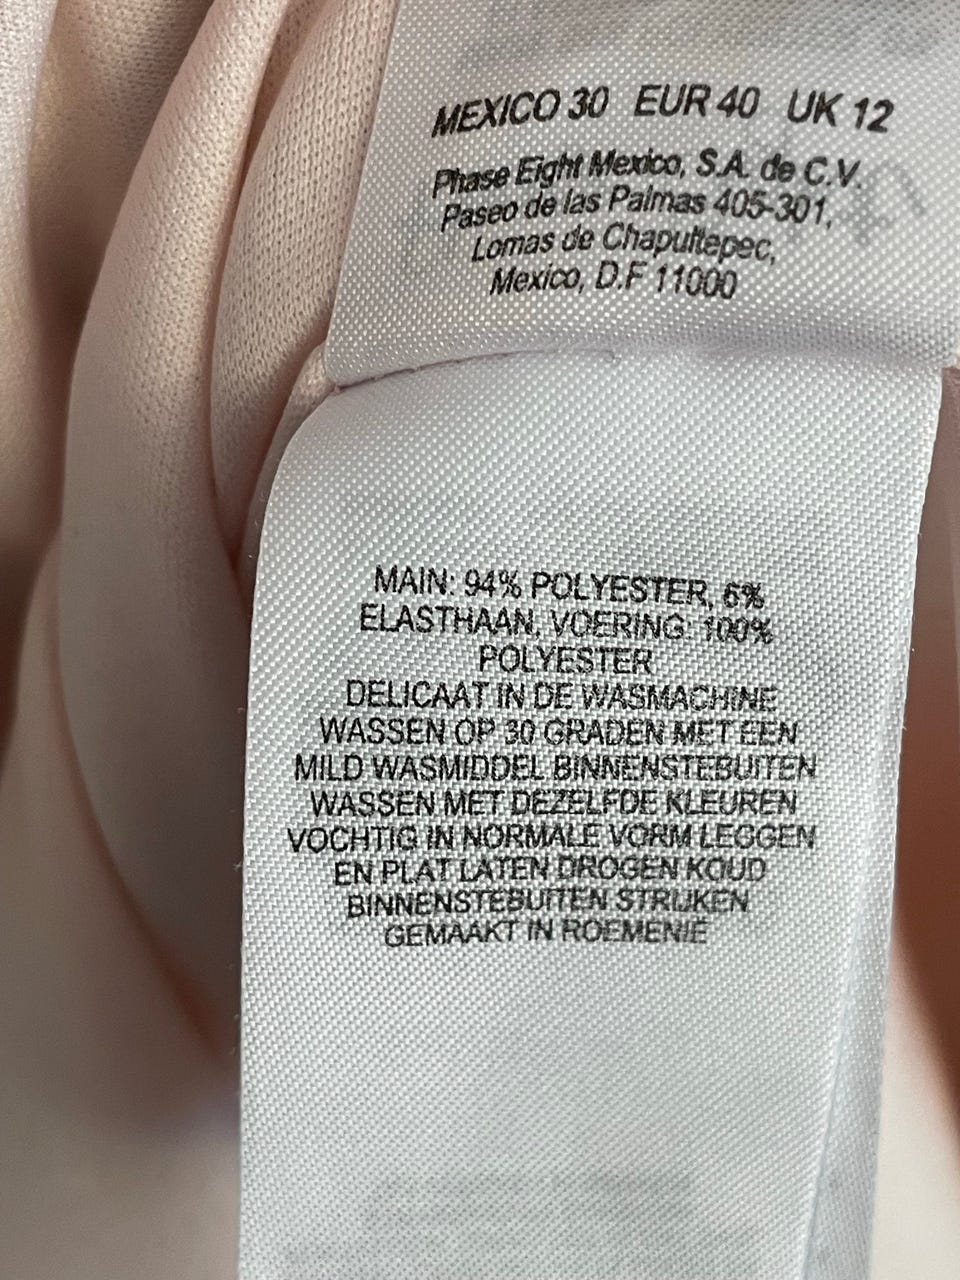 MEXICO 30 EUR 40 UK 12
Phase Eight Mexico, S.A. de C.V.
Paseo de las Palmas 405-301,
Lomas de Chapultepec,
Mexico, D.F 11000
MAIN: 94% POLYESTER, 6%
ELASTHAAN, VOERING: 100%
POLYESTER
DELICAAT IN DE WASMACHINE
WASSEN OP 30 GRADEN MET EEN
MILD WASMIDDEL BINNENSTEBUITEN
WASSEN MET DEZELFDE KLEUREN
VOCHTIG IN NORMALE VORM LEGGEN
EN PLAT LATEN DROGEN KOUD
BINNENSTEBUITEN STRIJKEN
GEMAAKT IN ROEMENIË